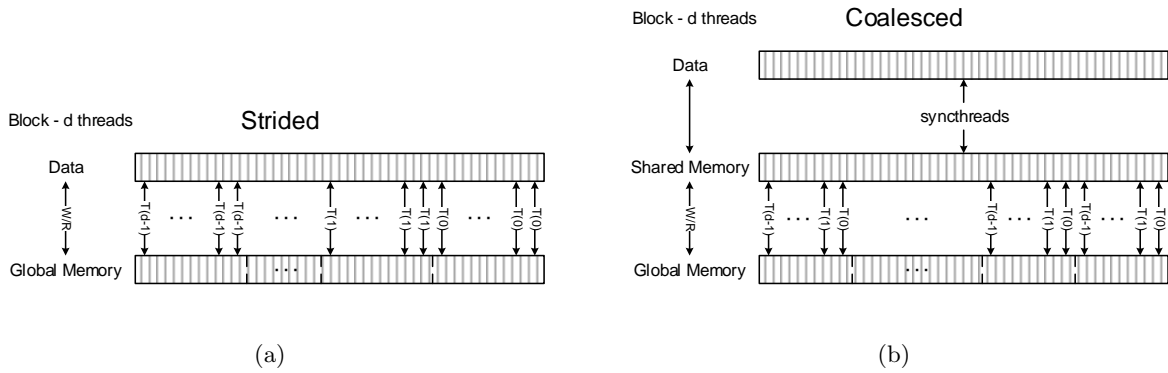 Block - d threads
Strided
Data
W/R
T(d-1)
...
T(d-1)
T(d-1)
...
T(1)
...
T(1)
T(1)
T(0)
...
T(0)
T(0)
Global Memory
...
(a)
Block - d threads
Coalesced
Data
syncthreads
Shared Memory
W/R
T(d-1)
...
T(1)
T(0)
...
T(d-1)
...
T(1)
T(0)
T(d-1)
...
T(1)
T(0)
Global Memory
...
(b)